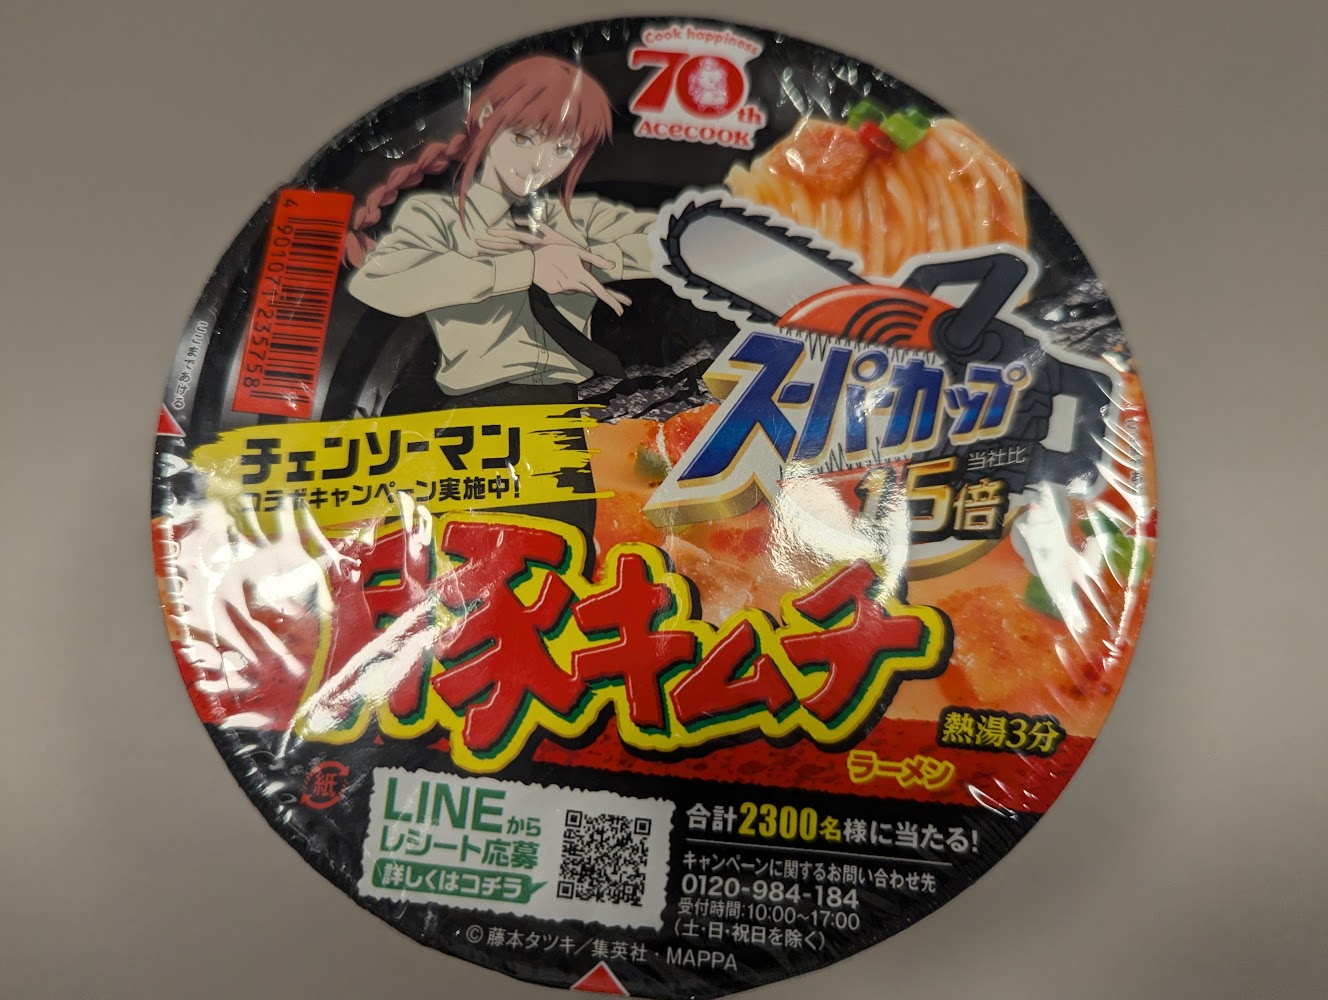 Cook happiness
70th
ACECOOK
4 901071 235758
スーパーカップ
当社比
1.5倍
チェンソーマン
コラボキャンペーン実施中!
豚キムチ
ラーメン
熱湯3分
紙
LINEから
レシート応募
詳しくはコチラ
合計2300名様に当たる!
キャンペーンに関するお問い合わせ先
0120-984-184
受付時間:10:00~17:00
(土・日・祝日を除く)
©藤本タツキ/集英社・MAPPA